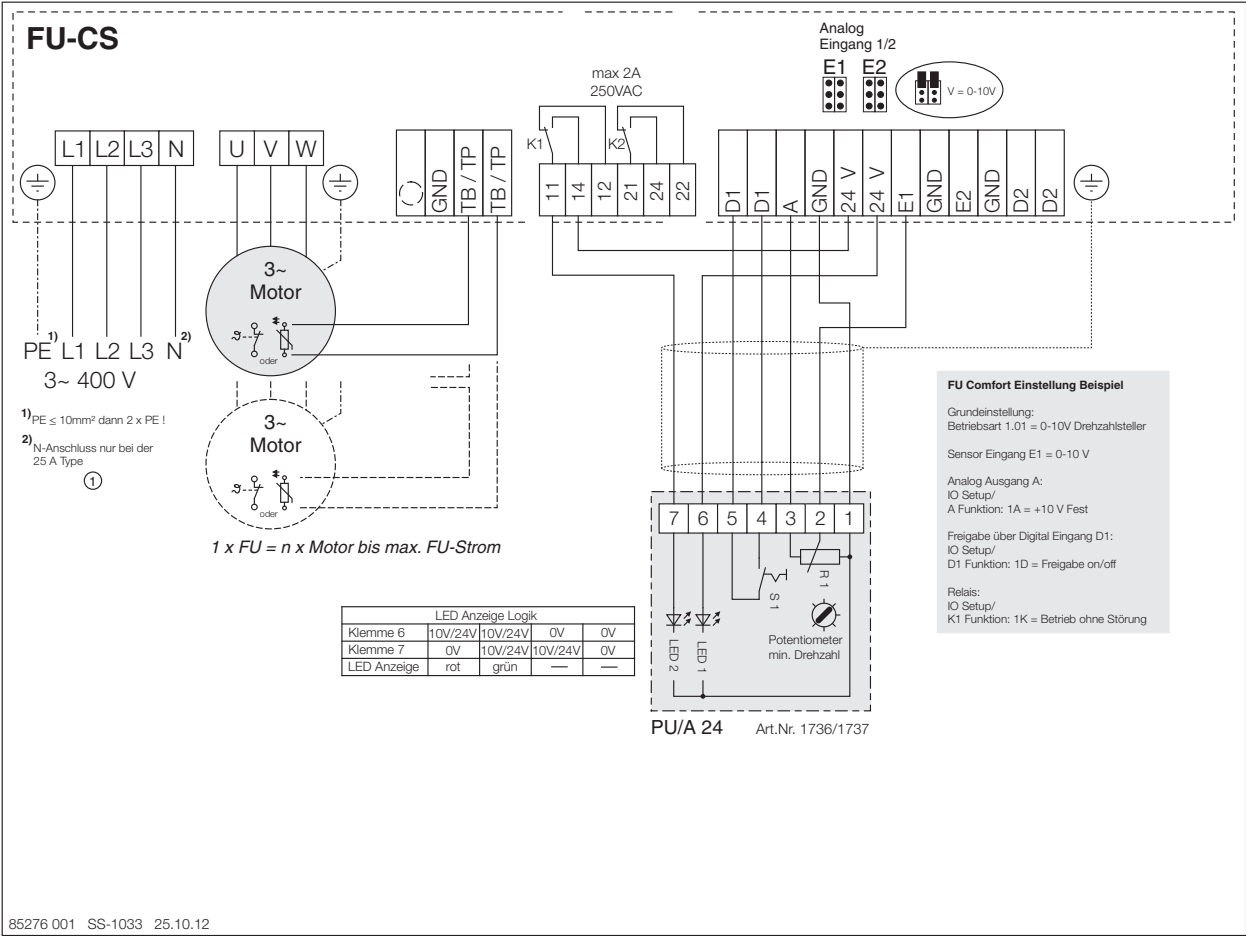 FU-CS
Analog
Eingang 1/2
E1 E2
V = 0-10V
max 2A
250VAC
K1
K2
L1 L2 L3 N
U V W
GND
TB / TP
TB / TP
11 14 12 21 24 22
D1 D1 A GND 24 V 24 V E1 GND E2 GND D2 D2
3~
Motor
oder
PE 1) L1 L2 L3 N 2)
3~ 400 V
1) PE ≤ 10mm² dann 2 x PE !
2) N-Anschluss nur bei der
25 A Type
1
3~
Motor
oder
1 x FU = n x Motor bis max. FU-Strom
FU Comfort Einstellung Beispiel
Grundeinstellung:
Betriebsart 1.01 = 0-10V Drehzahlsteller
Sensor Eingang E1 = 0-10 V
Analog Ausgang A:
IO Setup/
A Funktion: 1A = +10 V Fest
Freigabe über Digital Eingang D1:
IO Setup/
D1 Funktion: 1D = Freigabe on/off
Relais:
IO Setup/
K1 Funktion: 1K = Betrieb ohne Störung
7 6 5 4 3 2 1
R 1
S 1
LED 2
LED 1
Potentiometer
min. Drehzahl
PU/A 24 Art.Nr. 1736/1737
LED Anzeige Logik
Klemme 6 10V/24V 10V/24V 0V 0V
Klemme 7 0V 10V/24V 10V/24V 0V
LED Anzeige rot grün — —
85276 001 SS-1033 25.10.12